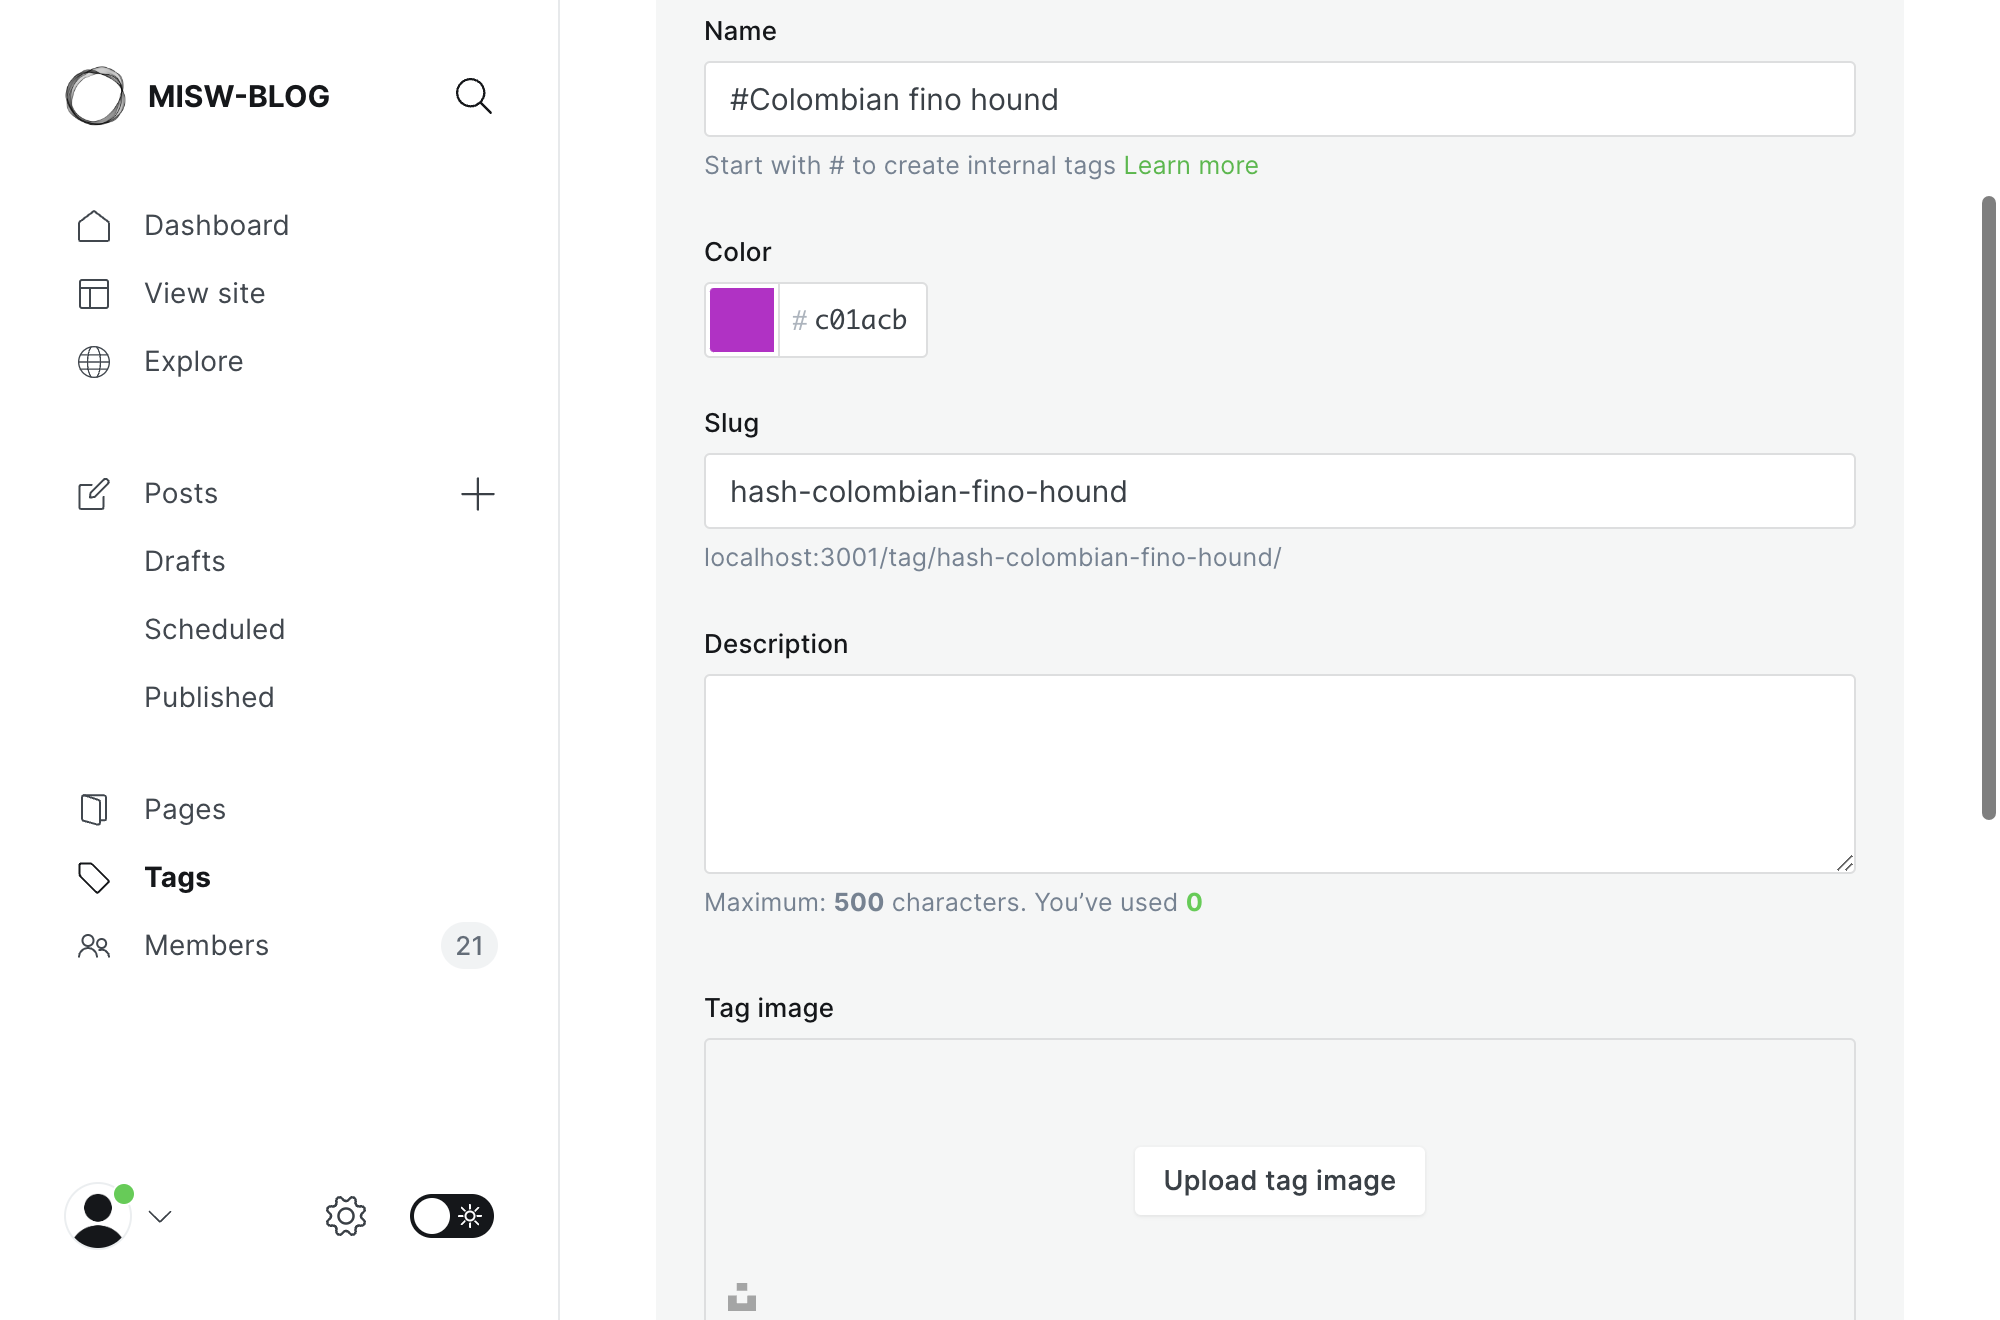 MISW-BLOG
Dashboard
View site
Explore
Posts
Drafts
Scheduled
Published
Pages
Tags
Members 21
Name
#Colombian fino hound
Start with # to create internal tags Learn more
Color
# c01acb
Slug
hash-colombian-fino-hound
localhost:3001/tag/hash-colombian-fino-hound/
Description
Maximum: 500 characters. You’ve used 0
Tag image
Upload tag image